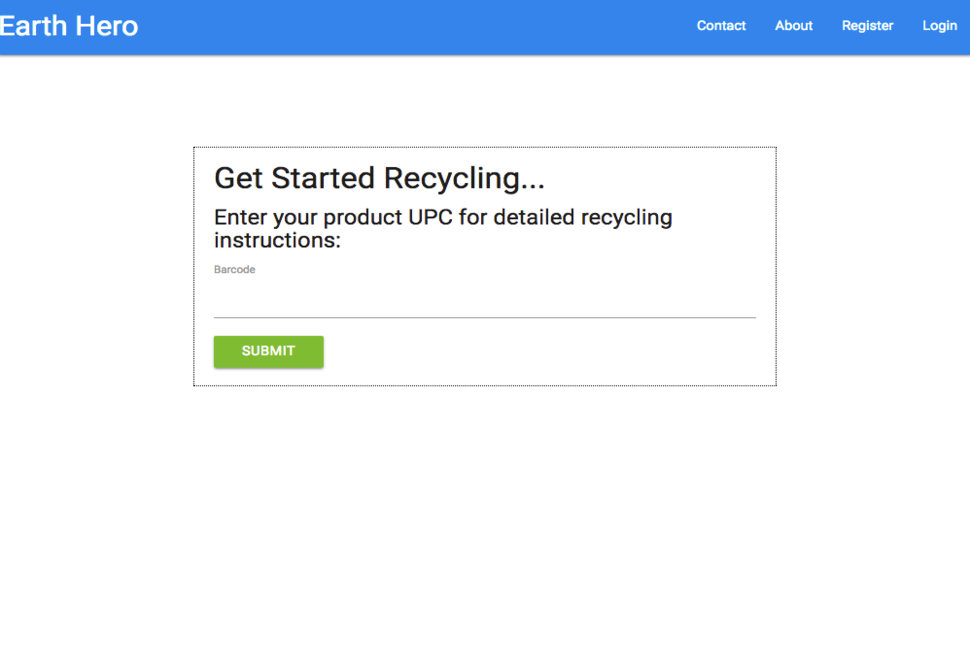 Earth Hero
Contact About Register Login
Get Started Recycling...
Enter your product UPC for detailed recycling
instructions:
Barcode
SUBMIT